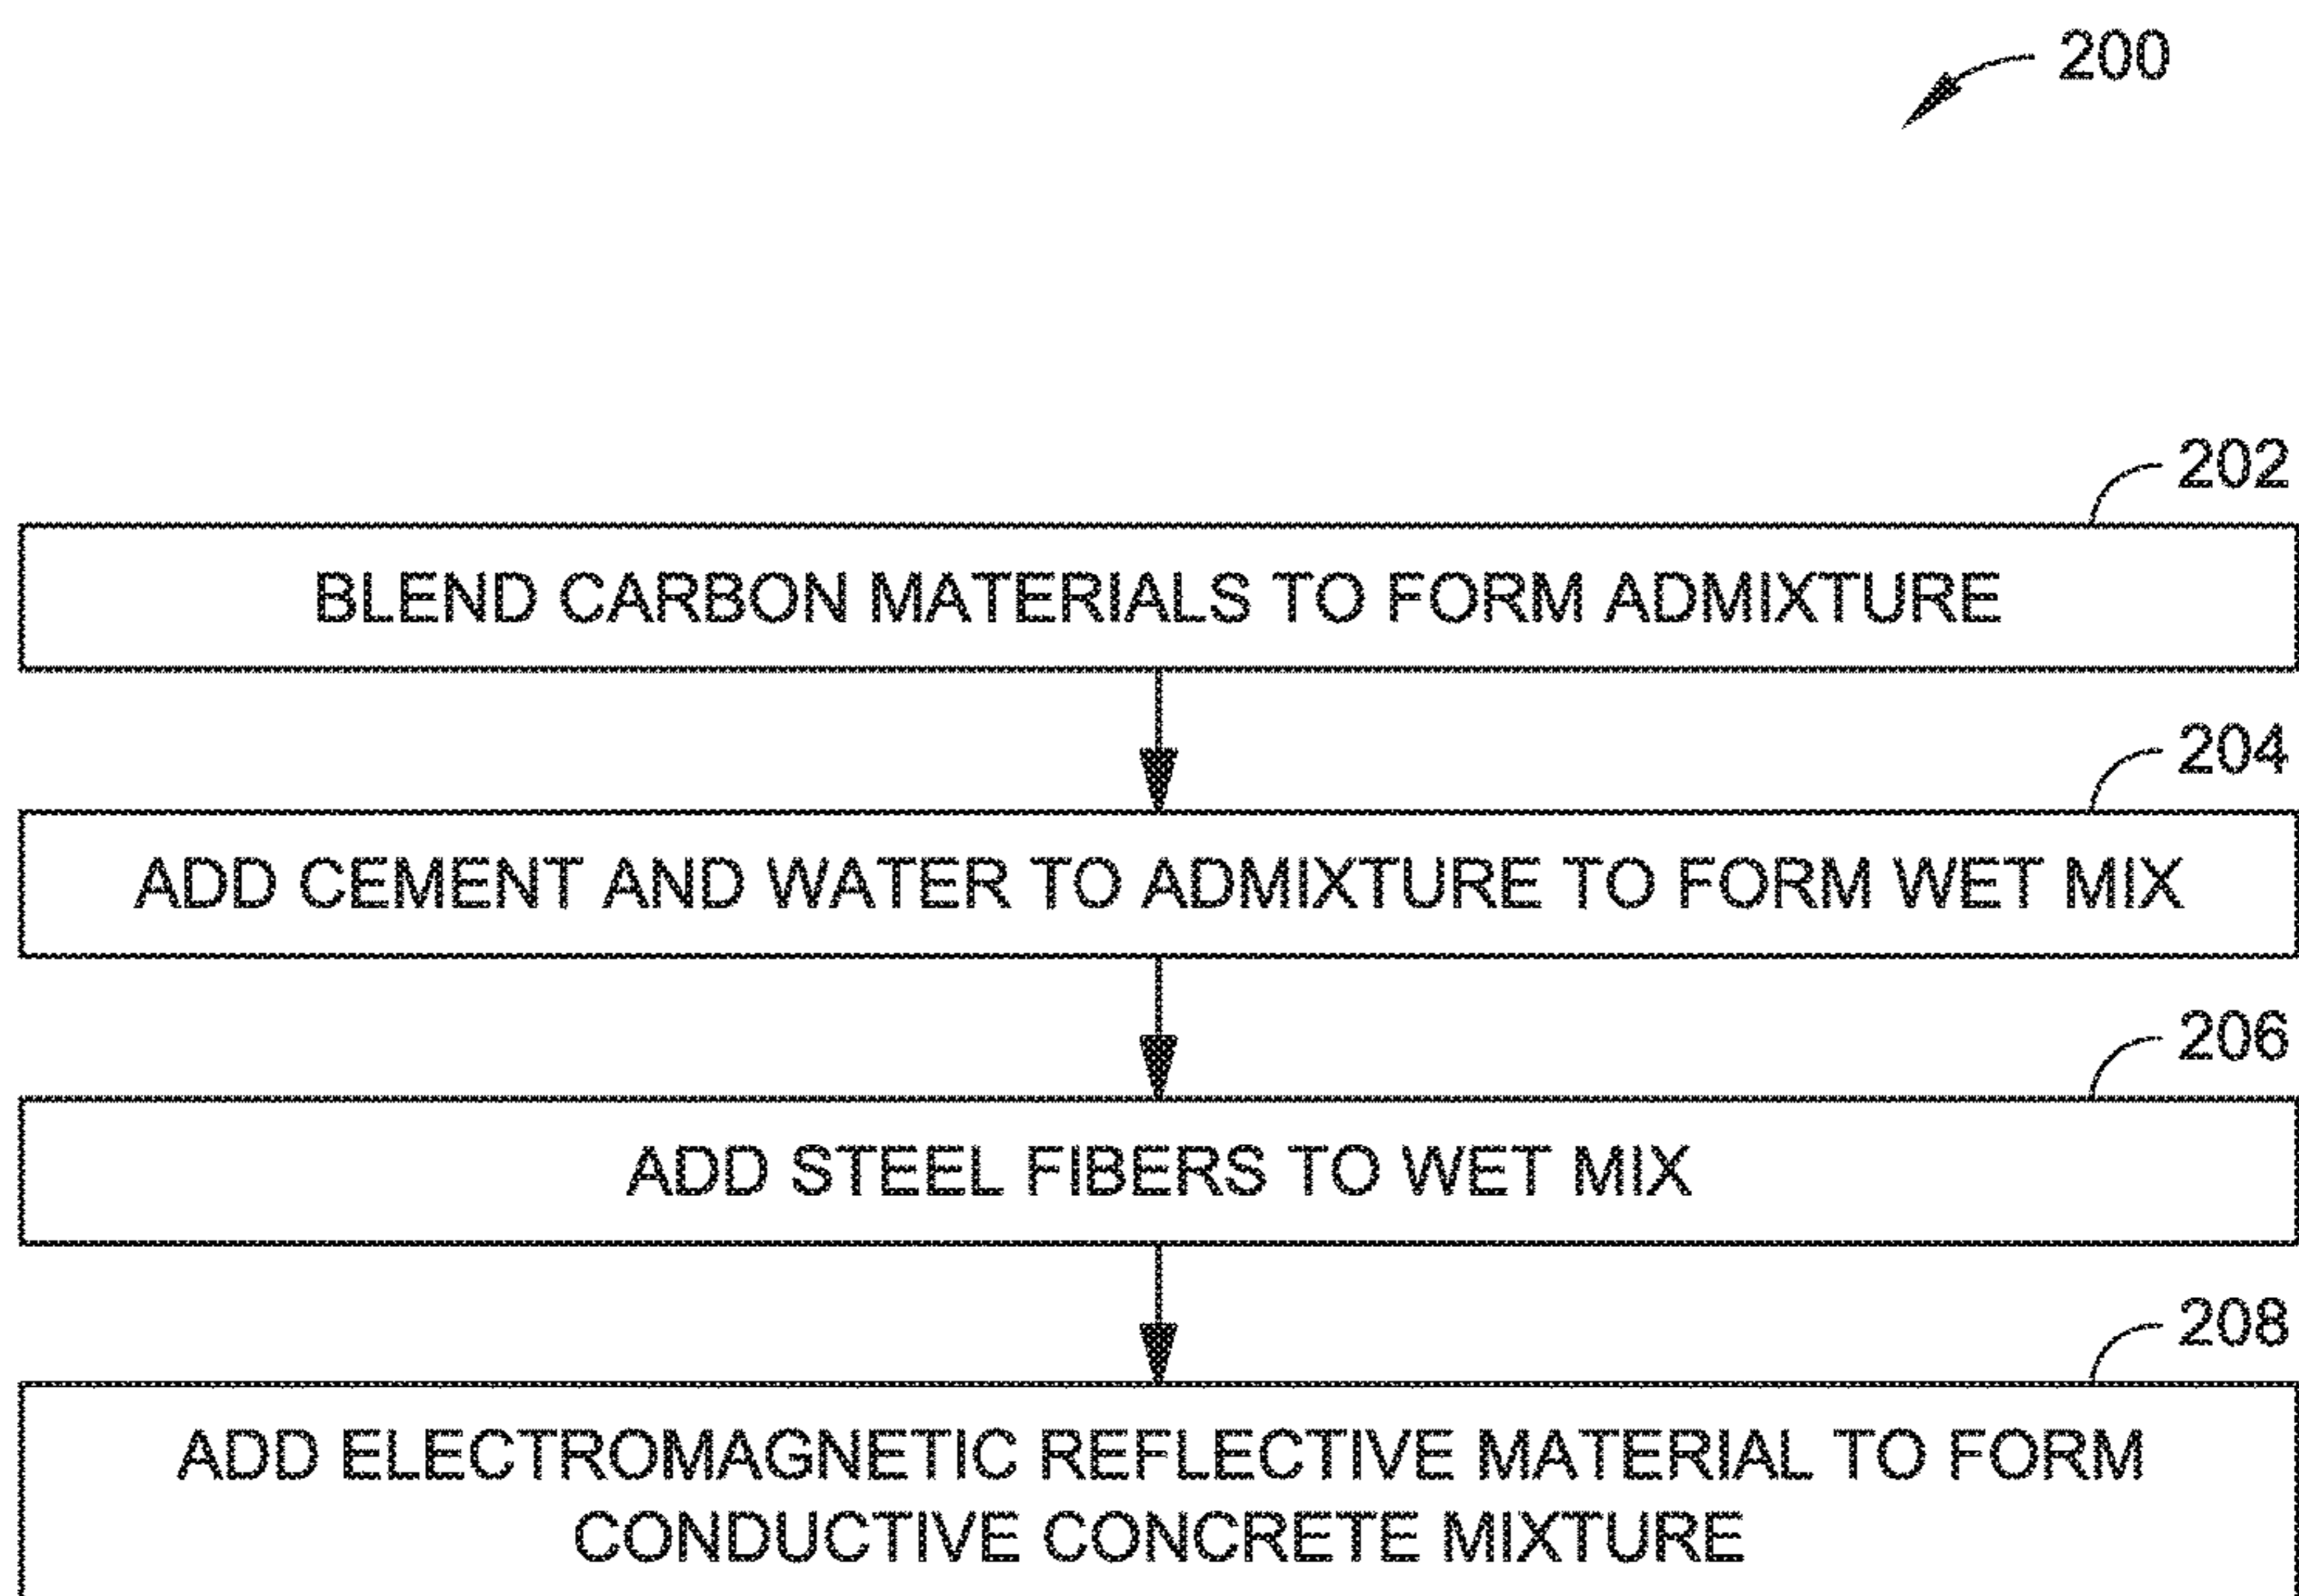 200
202
BLEND CARBON MATERIALS TO FORM ADMIXTURE
204
ADD CEMENT AND WATER TO ADMIXTURE TO FORM WET MIX
206
ADD STEEL FIBERS TO WET MIX
208
ADD ELECTROMAGNETIC REFLECTIVE MATERIAL TO FORM
CONDUCTIVE CONCRETE MIXTURE